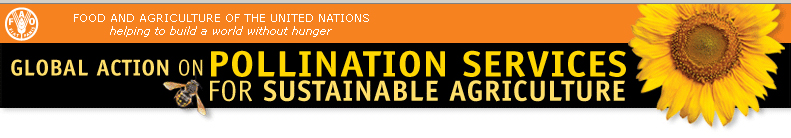 FOOD AND AGRICULTURE OF THE UNITED NATIONS
helping to build a world without hunger
GLOBAL ACTION ON POLLINATION SERVICES
FOR SUSTAINABLE AGRICULTURE